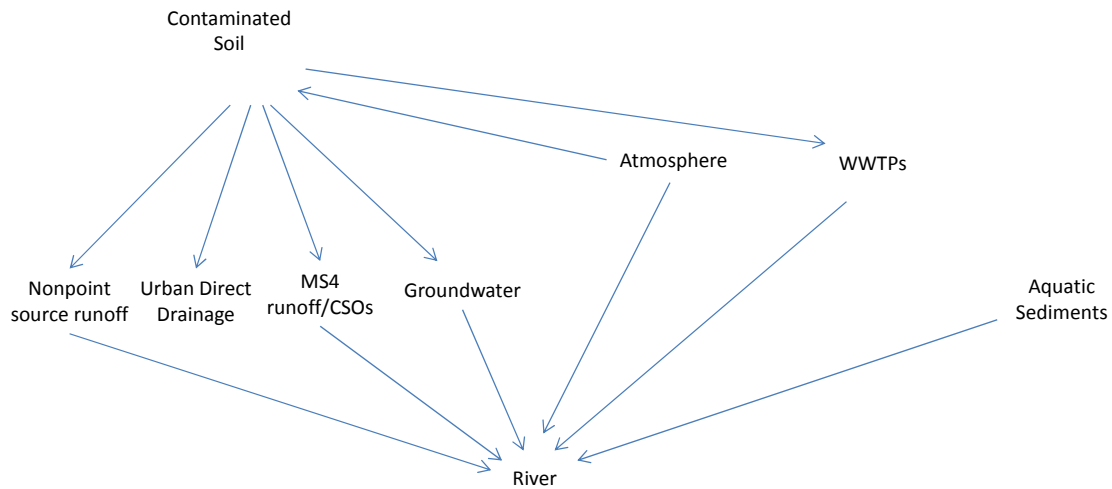 Contaminated
Soil
Atmosphere
WWTPs
Nonpoint
source runoff
Urban Direct
Drainage
MS4
runoff/CSOs
Groundwater
Aquatic
Sediments
River